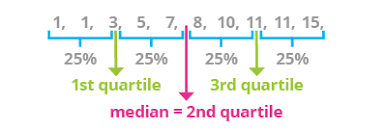 1, 1, 3, 5, 7, 8, 10, 11, 11, 15,
25% 25% 25% 25%
1st quartile 3rd quartile
median = 2nd quartile